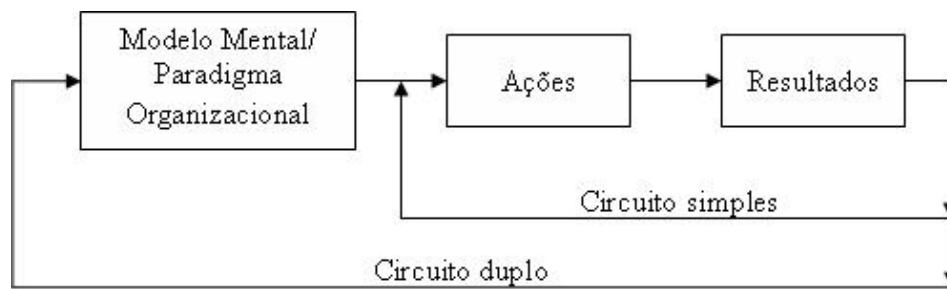 Modelo Mental/
Paradigma
Organizacional
Ações
Resultados
Circuito simples
Circuito duplo